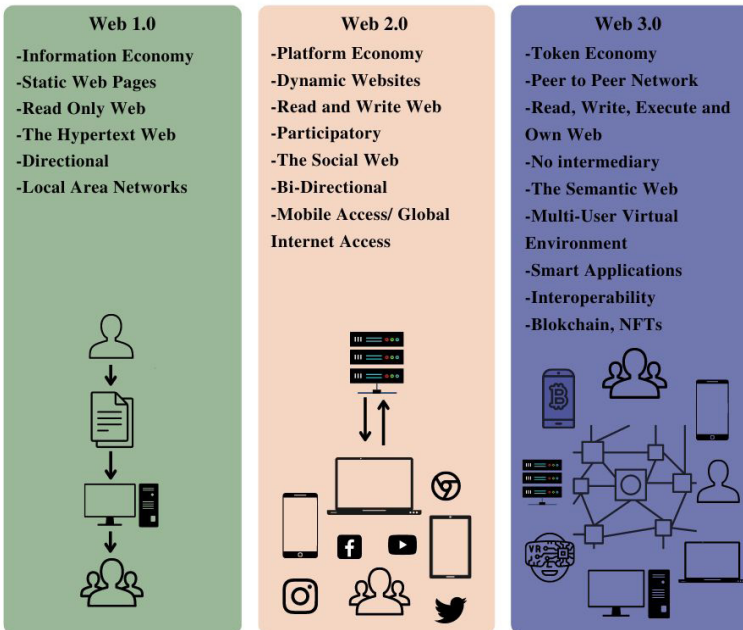 Web 1.0
-Information Economy
-Static Web Pages
-Read Only Web
-The Hypertext Web
-Directional
-Local Area Networks
Web 2.0
-Platform Economy
-Dynamic Websites
-Read and Write Web
-Participatory
-The Social Web
-Bi-Directional
-Mobile Access/ Global
Internet Access
Web 3.0
-Token Economy
-Peer to Peer Network
-Read, Write, Execute and
Own Web
-No intermediary
-The Semantic Web
-Multi-User Virtual
Environment
-Smart Applications
-Interoperability
-Blokchain, NFTs
VR